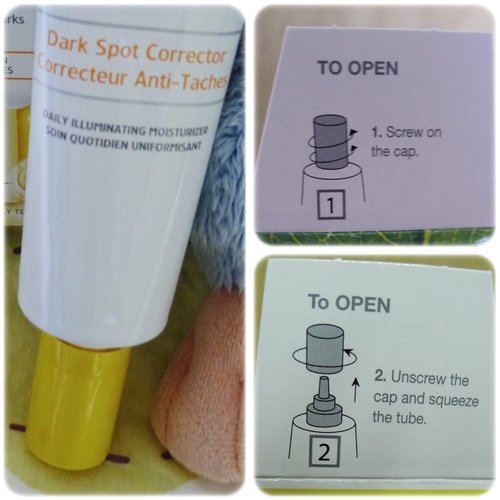 Dark Spot Corrector
Correcteur Anti-Taches
DAILY ILLUMINATING MOISTURIZER
SOIN QUOTIDIEN UNIFORMISANT
TO OPEN
1. Screw on
the cap.
1
To OPEN
2. Unscrew the
cap and squeeze
the tube.
2